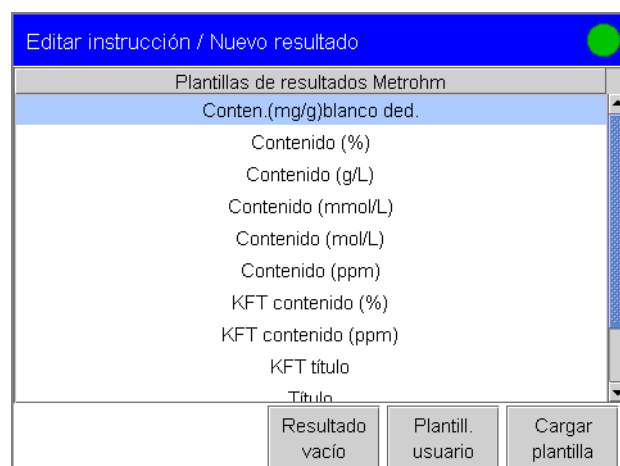 Editar instrucción / Nuevo resultado
Plantillas de resultados Metrohm
Conten.(mg/g)blanco ded.
Contenido (%)
Contenido (g/L)
Contenido (mmol/L)
Contenido (mol/L)
Contenido (ppm)
KFT contenido (%)
KFT contenido (ppm)
KFT título
Título
Resultado
vacío
Plantill.
usuario
Cargar
plantilla